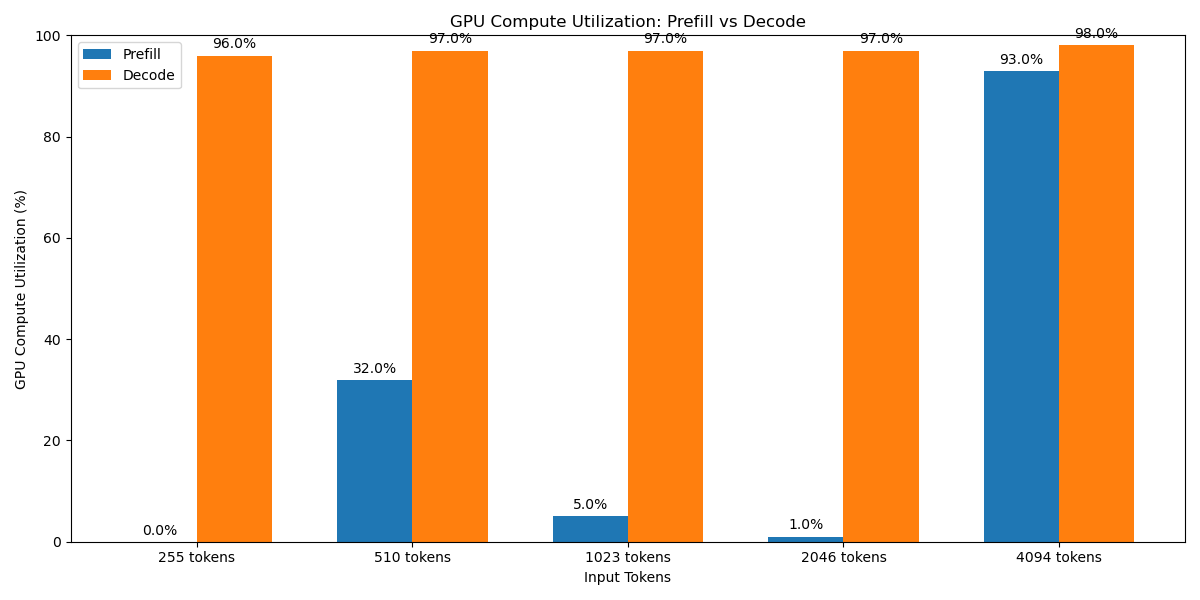 GPU Compute Utilization: Prefill vs Decode
100
80
60
40
20
0
GPU Compute Utilization (%)
Prefill
Decode
0.0%
96.0%
32.0%
97.0%
5.0%
97.0%
1.0%
97.0%
93.0%
98.0%
255 tokens
510 tokens
1023 tokens
2046 tokens
4094 tokens
Input Tokens